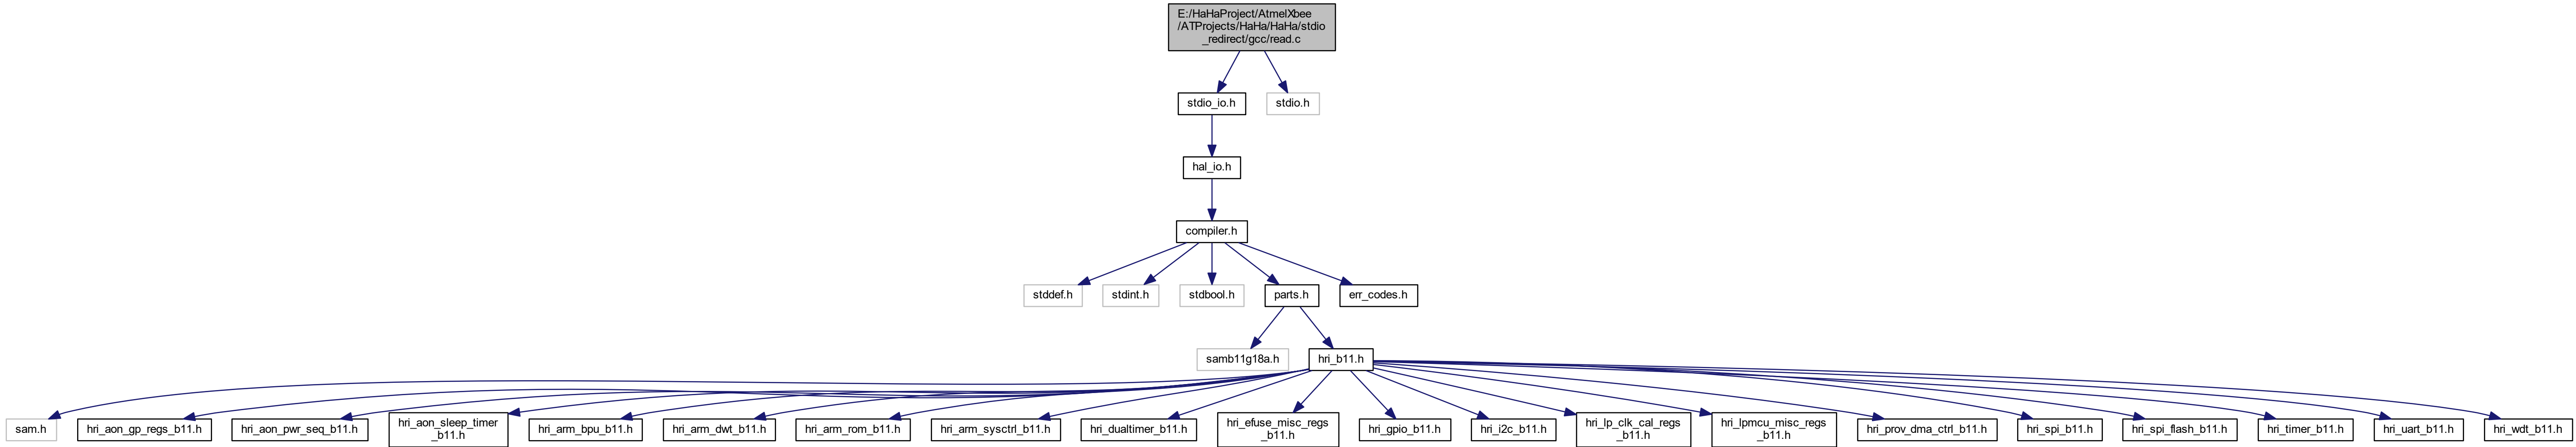 E:/HaHaProject/AtmelXbee
/ATProjects/HaHa/HaHa/stdio
_redirect/gcc/read.c
stdio_io.h
stdio.h
hal_io.h
compiler.h
stddef.h
stdint.h
stdbool.h
parts.h
err_codes.h
samb11g18a.h
hri_b11.h
sam.h
hri_aon_gp_regs_b11.h
hri_aon_pwr_seq_b11.h
hri_aon_sleep_timer
_b11.h
hri_arm_bpu_b11.h
hri_arm_dwt_b11.h
hri_arm_rom_b11.h
hri_arm_sysctrl_b11.h
hri_dualtimer_b11.h
hri_efuse_misc_regs
_b11.h
hri_gpio_b11.h
hri_i2c_b11.h
hri_lp_clk_cal_regs
_b11.h
hri_lpmcu_misc_regs
_b11.h
hri_prov_dma_ctrl_b11.h
hri_spi_b11.h
hri_spi_flash_b11.h
hri_timer_b11.h
hri_uart_b11.h
hri_wdt_b11.h